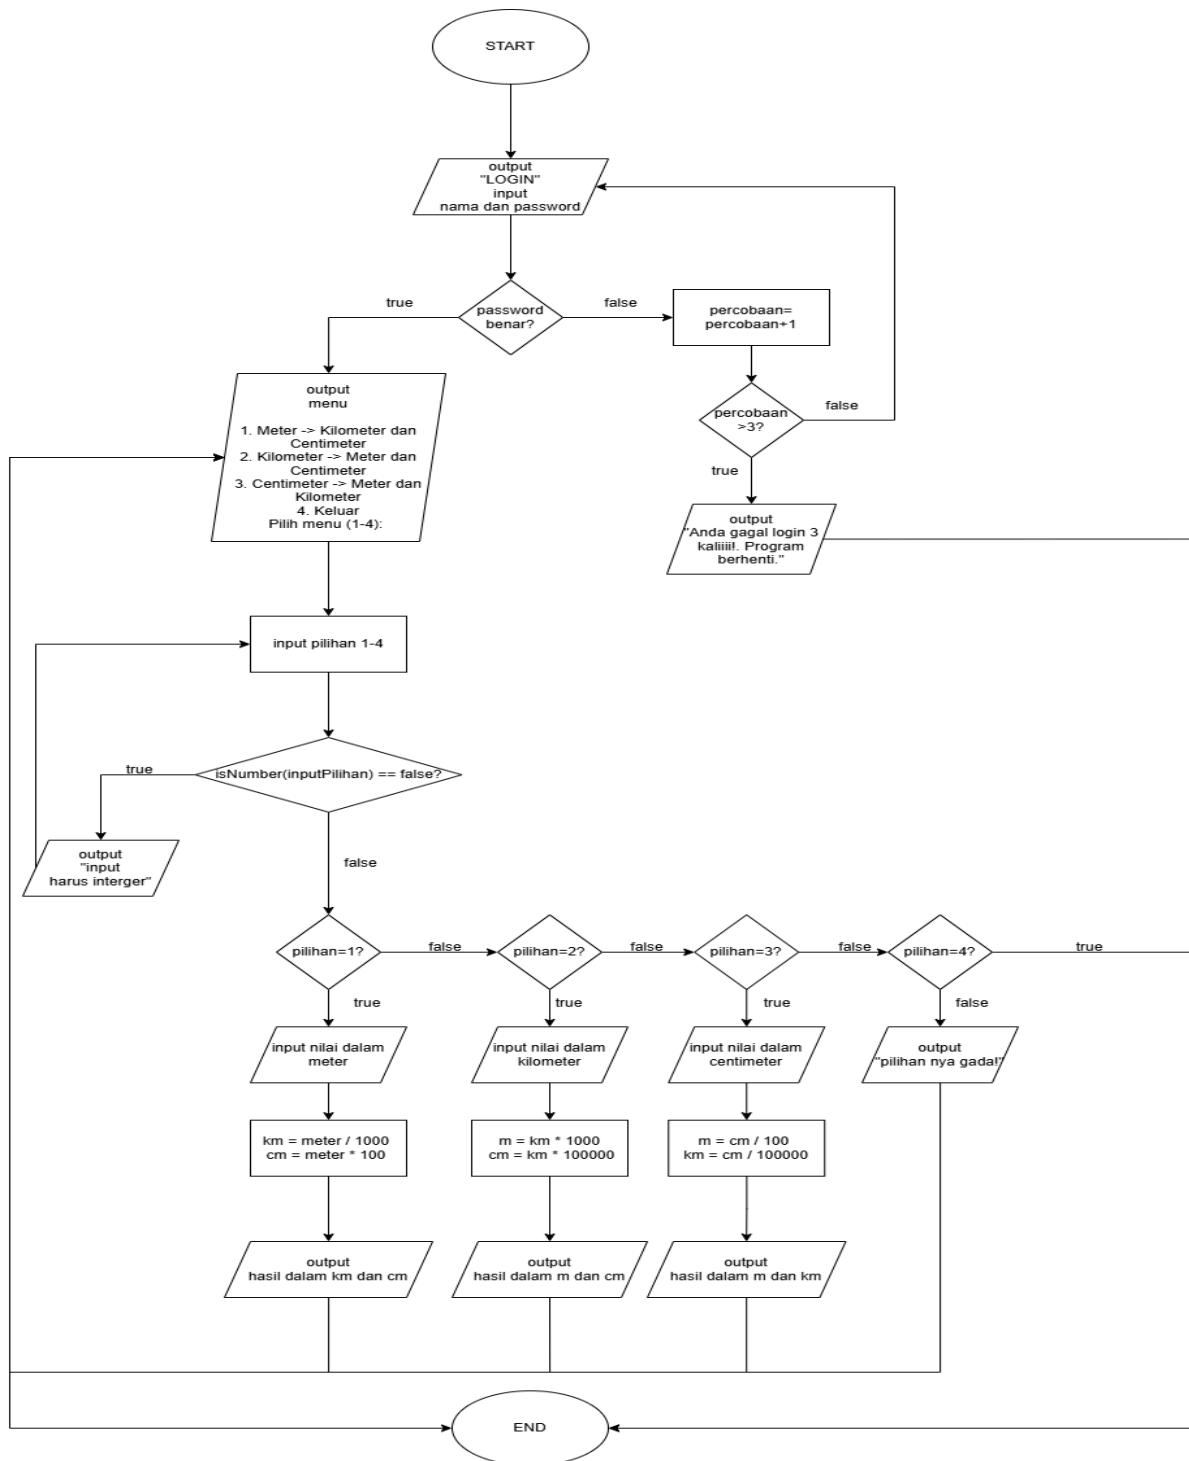 START
output
"LOGIN"
input
nama dan password
true
password
benar?
false
percobaan=
percobaan+1
output
menu
1. Meter -> Kilometer dan
Centimeter
2. Kilometer -> Meter dan
Centimeter
3. Centimeter -> Meter dan
Kilometer
4. Keluar
Pilih menu (1-4):
percobaan
>3?
false
true
output
"Anda gagal login 3
kaliiii!. Program
berhenti."
input pilihan 1-4
true
isNumber(inputPilihan) == false?
output
"input
harus interger"
false
pilihan=1?
false
pilihan=2?
false
pilihan=3?
false
pilihan=4?
true
true
true
true
false
input nilai dalam
meter
input nilai dalam
kilometer
input nilai dalam
centimeter
output
"pilihan nya gada!"
km = meter / 1000
cm = meter * 100
m = km * 1000
cm = km * 100000
m = cm / 100
km = cm / 100000
output
hasil dalam km dan cm
output
hasil dalam m dan cm
output
hasil dalam m dan km
END